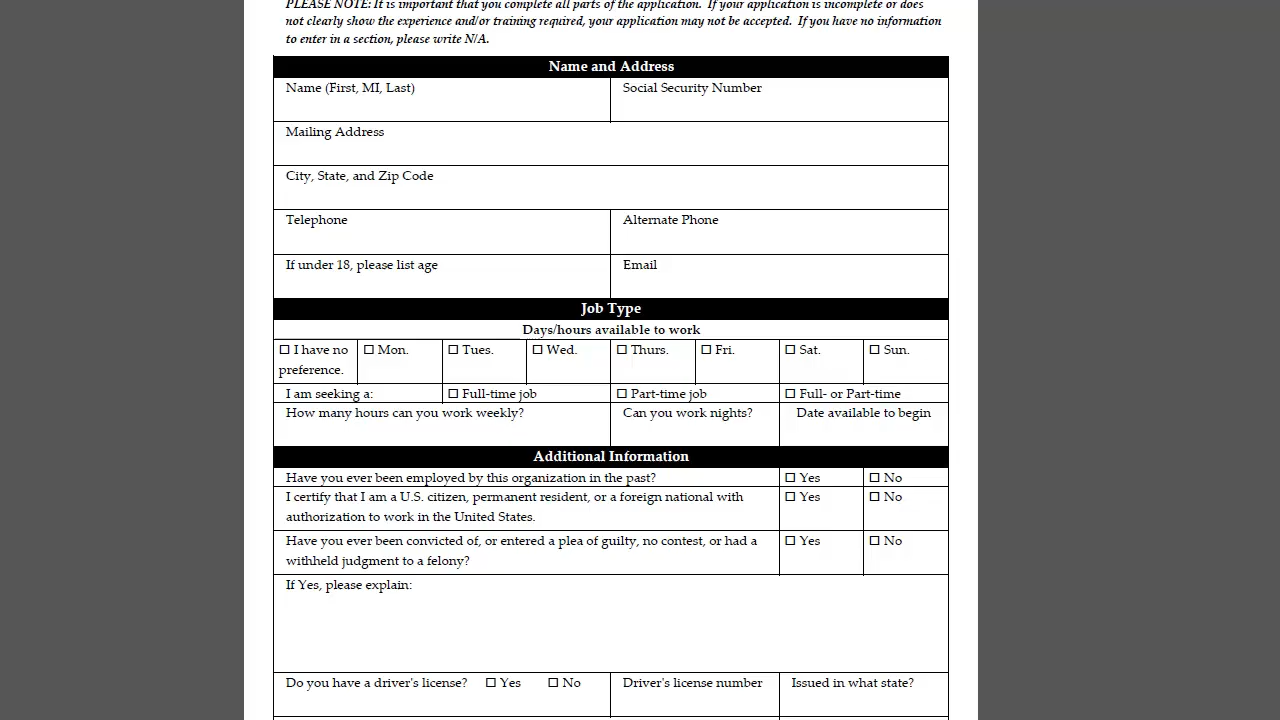 PLEASE NOTE: It is important that you complete all parts of the application. If your application is incomplete or does
not clearly show the experience and/or training required, your application may not be accepted. If you have no information
to enter in a section, please write N/A.
Name and Address
Name (First, MI, Last) Social Security Number
Mailing Address
City, State, and Zip Code
Telephone Alternate Phone
If under 18, please list age Email
Job Type
Days/hours available to work
☐ I have no ☐ Mon. ☐ Tues. ☐ Wed. ☐ Thurs. ☐ Fri. ☐ Sat. ☐ Sun.
preference.
I am seeking a: ☐ Full-time job ☐ Part-time job ☐ Full- or Part-time
How many hours can you work weekly? Can you work nights? Date available to begin
Additional Information
Have you ever been employed by this organization in the past? ☐ Yes ☐ No
I certify that I am a U.S. citizen, permanent resident, or a foreign national with ☐ Yes ☐ No
authorization to work in the United States.
Have you ever been convicted of, or entered a plea of guilty, no contest, or had a ☐ Yes ☐ No
withheld judgment to a felony?
If Yes, please explain:
Do you have a driver's license? ☐ Yes ☐ No Driver's license number Issued in what state?